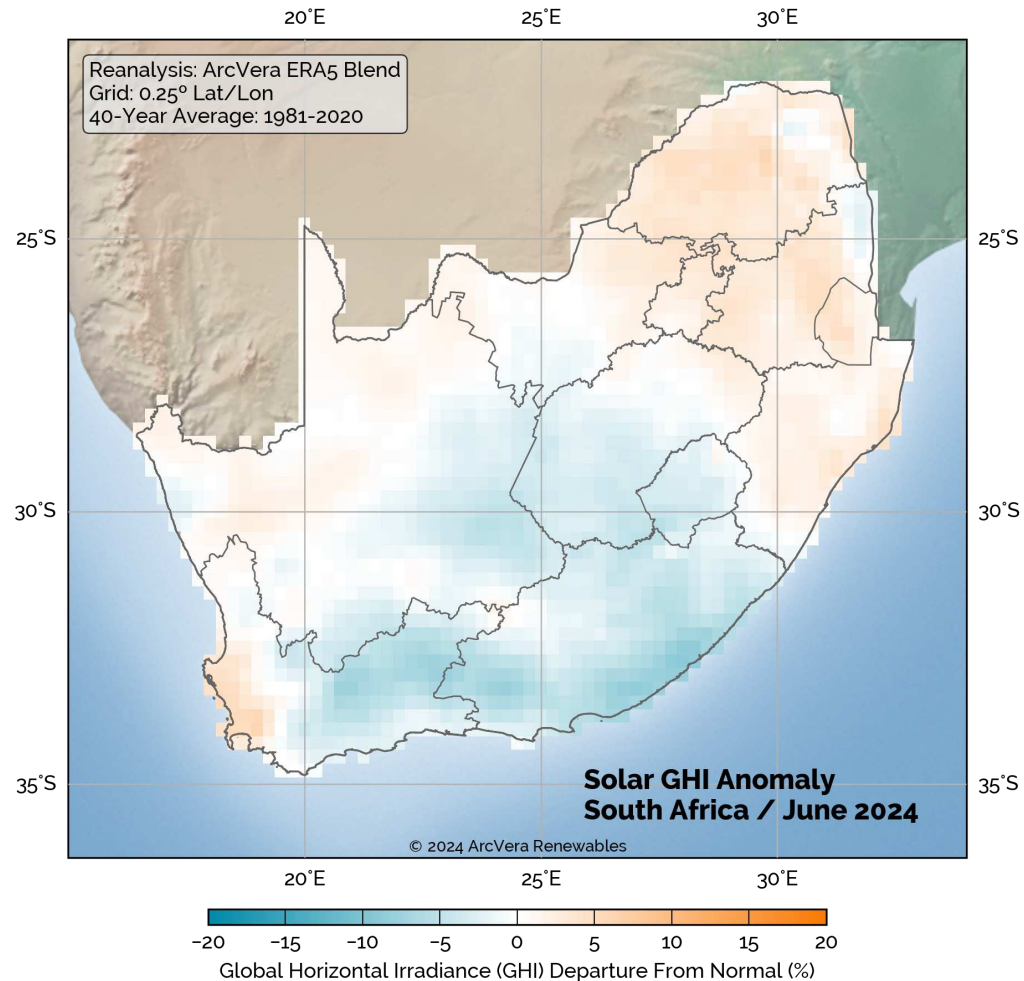 20°E 25°E 30°E
Reanalysis: ArcVera ERA5 Blend
Grid: 0.25º Lat/Lon
40-Year Average: 1981-2020
25°S 25°S
30°S 30°S
35°S 35°S
Solar GHI Anomaly
South Africa / June 2024
© 2024 ArcVera Renewables
20°E 25°E 30°E
−20 −15 −10 −5 0 5 10 15 20
Global Horizontal Irradiance (GHI) Departure From Normal (%)